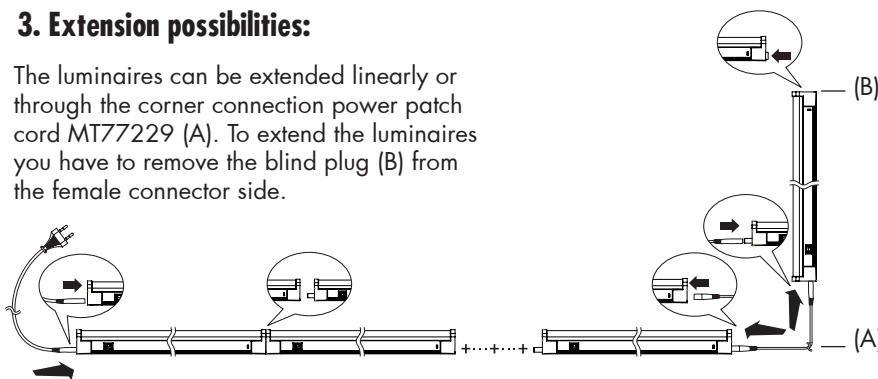 3. Extension possibilities:
The luminaires can be extended linearly or
through the corner connection power patch
cord MT77229 (A). To extend the luminaires
you have to remove the blind plug (B) from
the female connector side.
(B)
(A)